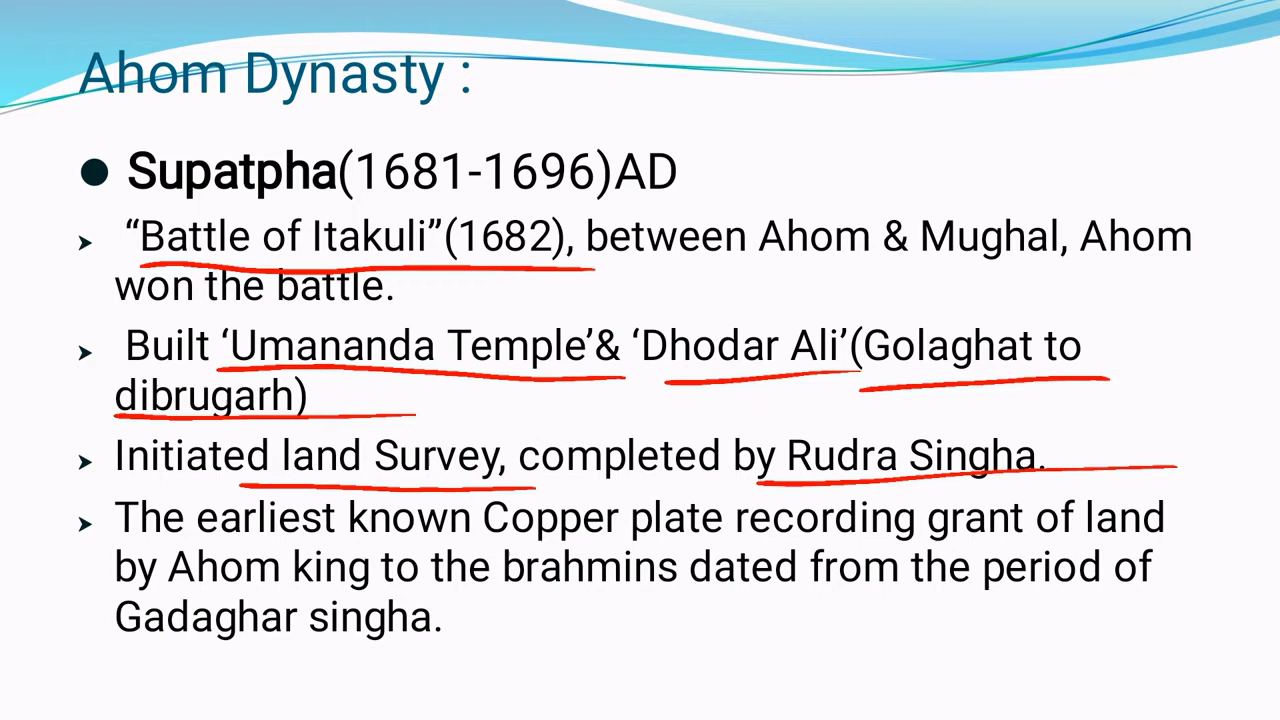 Ahom Dynasty :
● Supatpha(1681-1696)AD
➤ “Battle of Itakuli”(1682), between Ahom & Mughal, Ahom
won the battle.
➤ Built ‘Umananda Temple’& ‘Dhodar Ali’(Golaghat to
dibrugarh)
➤ Initiated land Survey, completed by Rudra Singha.
➤ The earliest known Copper plate recording grant of land
by Ahom king to the brahmins dated from the period of
Gadaghar singha.